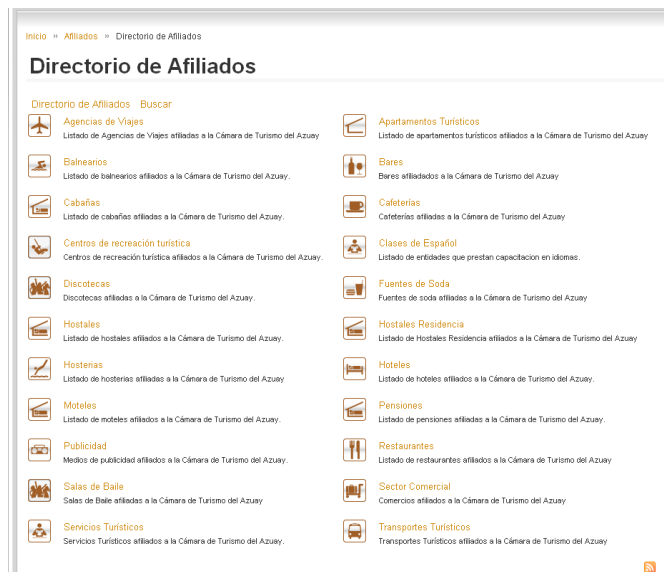 Inicio » Afiliados » Directorio de Afiliados
Directorio de Afiliados
Directorio de Afiliados Buscar
Agencias de Viajes
Listado de Agencias de Viajes afiliadas a la Cámara de Turismo del Azuay
Apartamentos Turísticos
Listado de apartamentos turísticos afiliados a la Cámara de Turismo del Azuay
Balnearios
Listado de balnearios afiliados a la Cámara de Turismo del Azuay.
Bares
Bares afiliadados a la Cámara de Turismo del Azuay
Cabañas
Listado de cabañas afiliadas a la Cámara de Turismo del Azuay.
Cafeterías
Cafeterías afiliadas a la Cámara de Turismo del Azuay
Centros de recreación turística
Centros de recreación turística afiliados a la Cámara de Turismo del Azuay.
Clases de Español
Listado de entidades que prestan capacitacion en idiomas.
Discotecas
Discotecas afiliadas a la Cámara de Turismo del Azuay.
Fuentes de Soda
Fuentes de soda afiliadas a la Cámara de Turismo del Azuay
Hostales
Listado de hostales afiliados a la Cámara de Turismo del Azuay.
Hostales Residencia
Listado de Hostales Residencia afiliados a la Cámara de Turismo del Azuay
Hosterias
Listado de hosterias afiliadas a la Cámara de Turismo del Azuay
Hoteles
Listado de hoteles afiliados a la Cámara de Turismo del Azuay.
Moteles
Listado de moteles afiliados a la Cámara de Turismo del Azuay.
Pensiones
Listado de pensiones afiliadas a la Cámara de Turismo del Azuay.
Publicidad
Medios de publicidad afiliados a la Cámara de Turismo del Azuay.
Restaurantes
Listado de restaurantes afiliados a la Cámara de Turismo del Azuay
Salas de Baile
Salas de Baile afiliadas a la Cámara de Turismo del Azuay
Sector Comercial
Comercios afiliados a la Cámara de Turismo del Azuay
Servicios Turísticos
Servicios Turísticos afiliados a la Cámara de Turismo del Azuay.
Transportes Turísticos
Transportes Turísticos afiliados a la Cámara de Turismo del Azuay